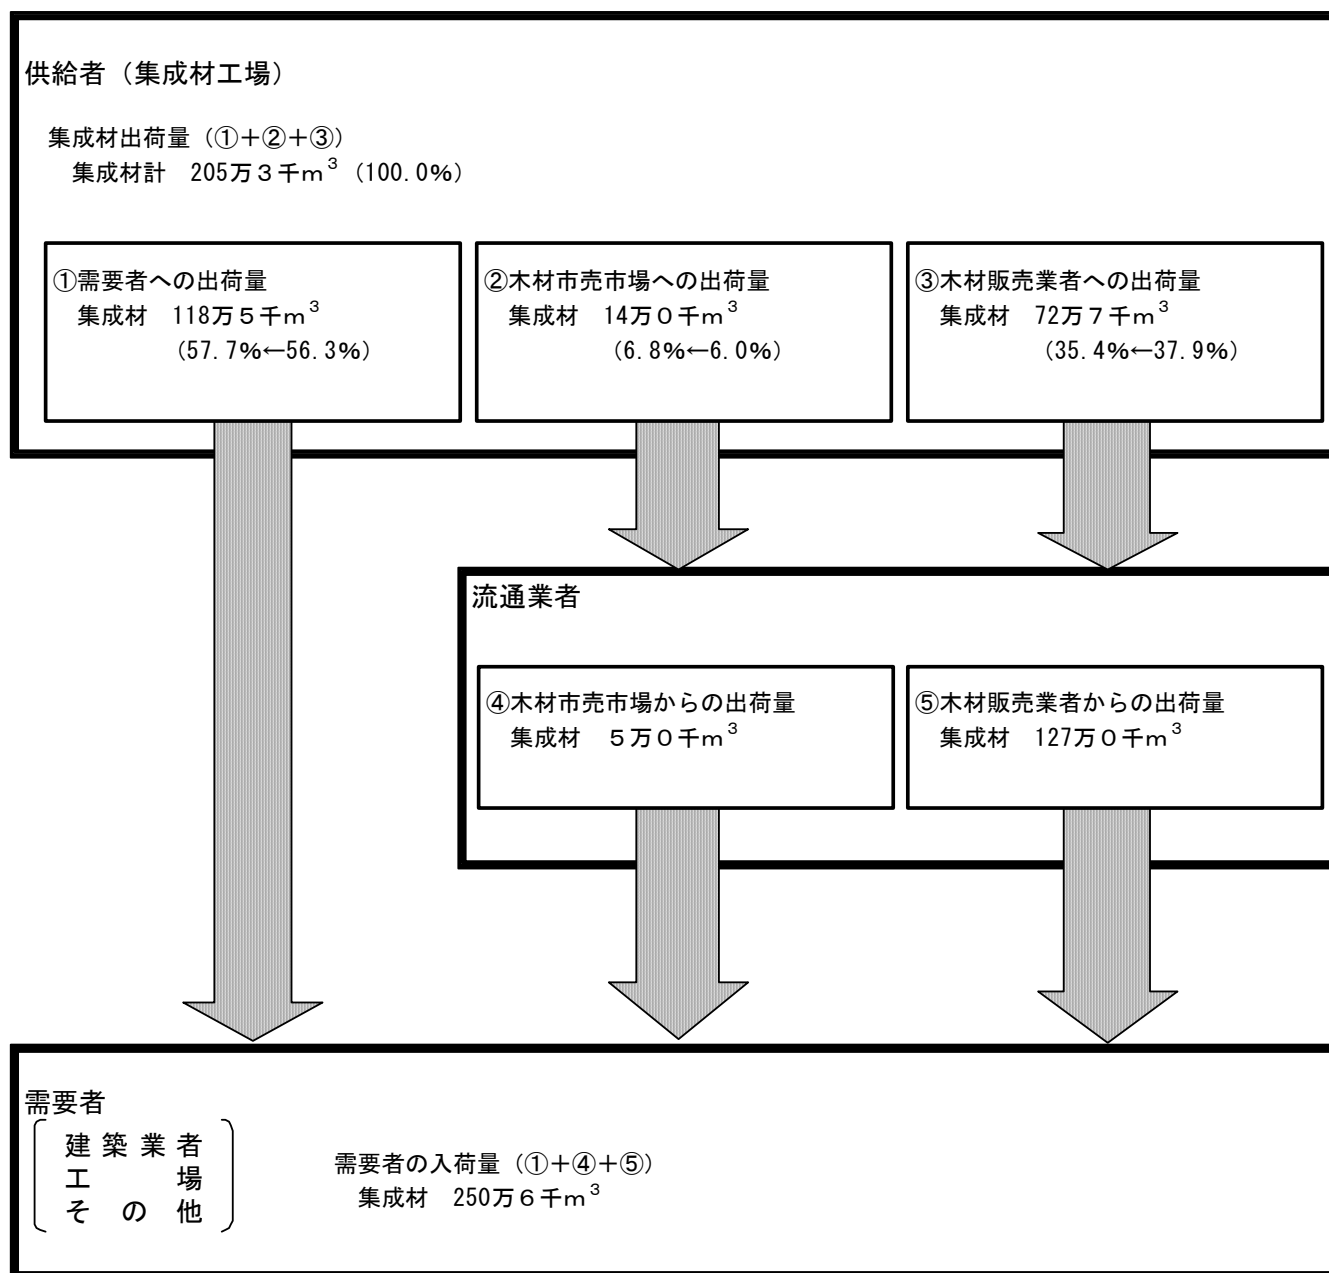 供給者（集成材工場）
集成材出荷量（①＋②＋③）
集成材計　205万３千ｍ³（100.0%）
①需要者への出荷量
集成材　118万５千ｍ³
（57.7%←56.3%）
②木材市売市場への出荷量
集成材　14万０千ｍ³
（6.8%←6.0%）
③木材販売業者への出荷量
集成材　72万７千ｍ³
（35.4%←37.9%）
流通業者
④木材市売市場からの出荷量
集成材　５万０千ｍ³
⑤木材販売業者からの出荷量
集成材　127万０千ｍ³
需要者
建築業者
工　　　場
そ　の　他
需要者の入荷量（①＋④＋⑤）
集成材　250万６千ｍ³